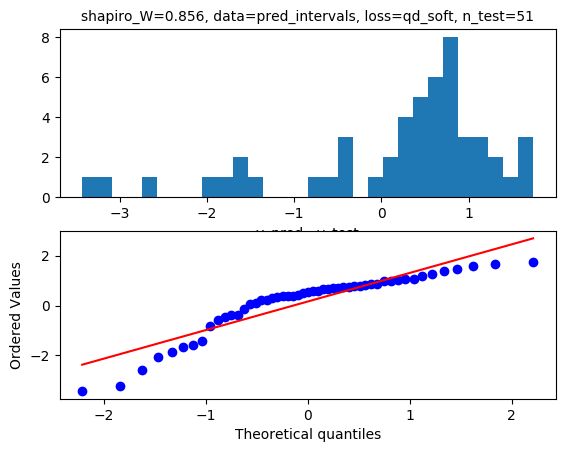 shapiro_W=0.856, data=pred_intervals, loss=qd_soft, n_test=51
8
6
4
2
0
−3 −2 −1 0 1
2
0
−2
Ordered Values
−2 −1 0 1 2
Theoretical quantiles